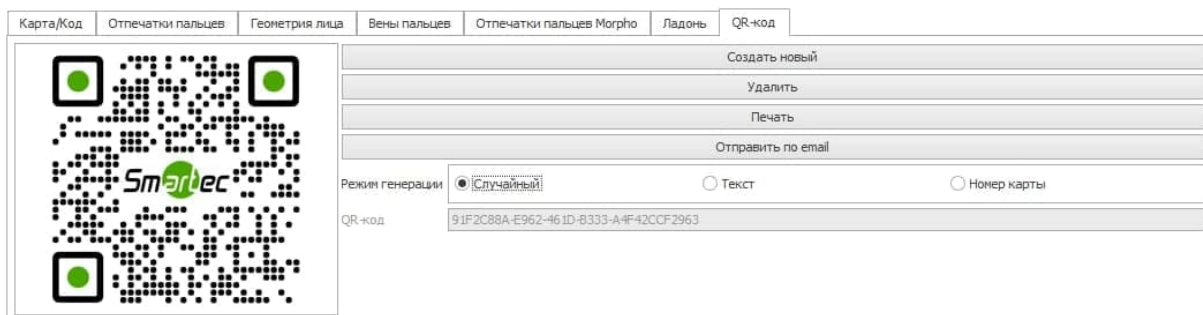 Карта/Код Отпечатки пальцев Геометрия лица Вены пальцев Отпечатки пальцев Morpho Ладонь QR-код
Smartec
Создать новый
Удалить
Печать
Отправить по email
Режим генерации Случайный Текст Номер карты
QR-код 91F2C88A-E962-461D-B333-A4F42CCF2963